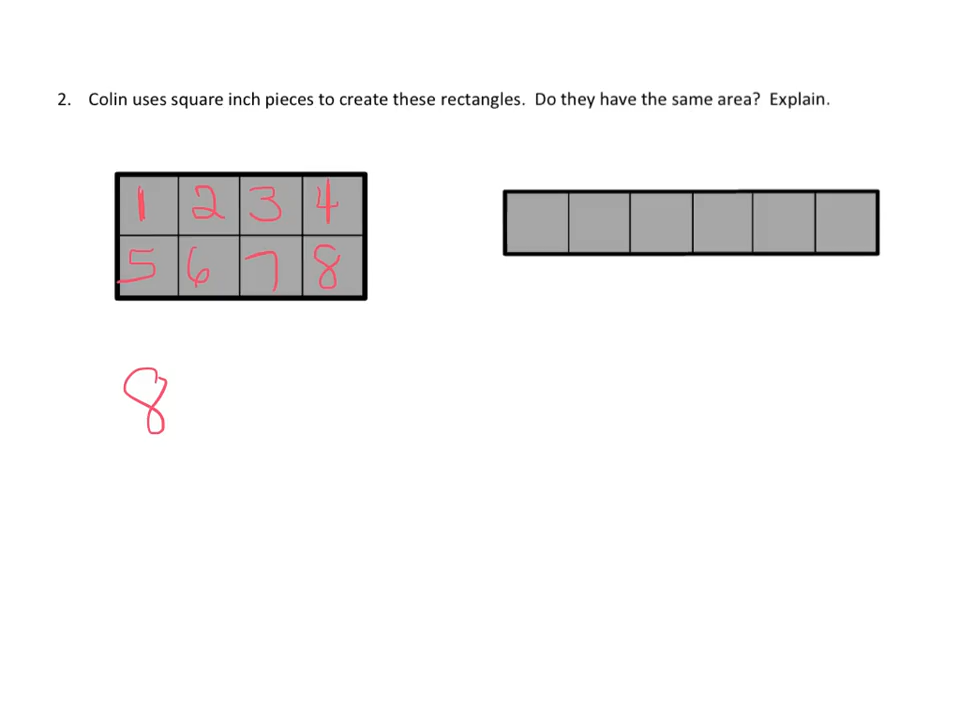 2. Colin uses square inch pieces to create these rectangles. Do they have the same area? Explain.
1 2 3 4
5 6 7 8
8